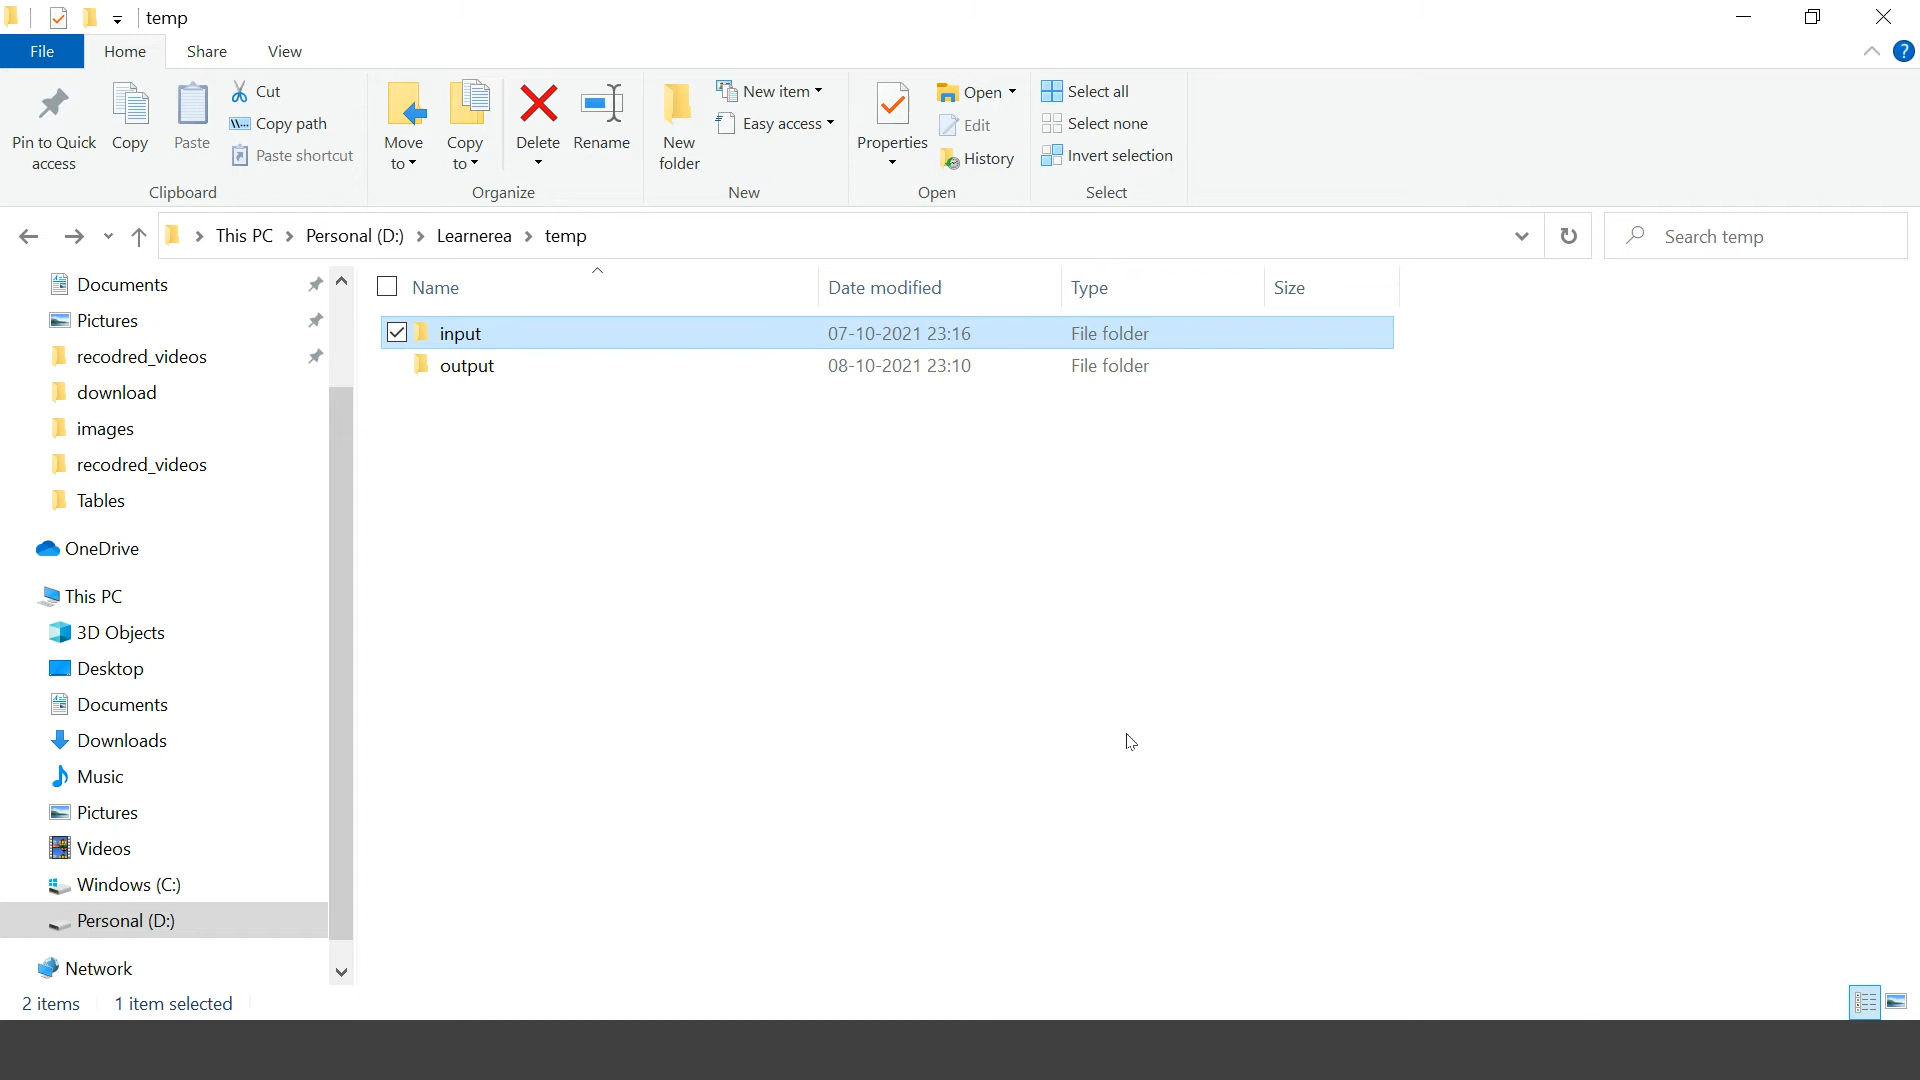 temp
File Home Share View
Pin to Quick access
Copy
Paste
Cut
Copy path
Paste shortcut
Clipboard
Move to
Copy to
Delete
Rename
Organize
New folder
New item
Easy access
New
Properties
Open
Edit
History
Open
Select all
Select none
Invert selection
Select
This PC Personal (D:) Learnerea temp
Search temp
Documents
Pictures
recodred_videos
download
images
recodred_videos
Tables
OneDrive
This PC
3D Objects
Desktop
Documents
Downloads
Music
Pictures
Videos
Windows (C:)
Personal (D:)
Network
Name Date modified Type Size
input 07-10-2021 23:16 File folder
output 08-10-2021 23:10 File folder
2 items 1 item selected